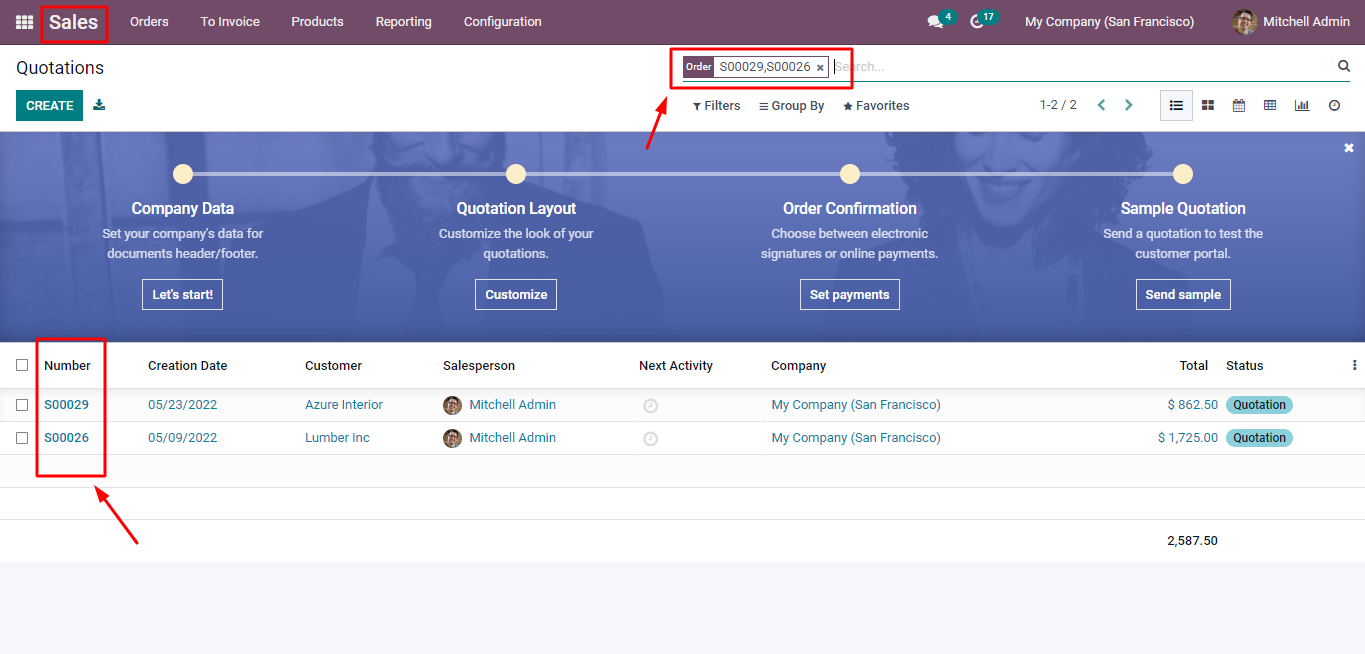 Sales Orders To Invoice Products Reporting Configuration 4 17 My Company (San Francisco) Mitchell Admin
Quotations
Order S00029,S00026 × Search...
CREATE
Filters Group By Favorites 1-2 / 2
Company Data
Set your company's data for
documents header/footer.
Let's start!
Quotation Layout
Customize the look of your
quotations.
Customize
Order Confirmation
Choose between electronic
signatures or online payments.
Set payments
Sample Quotation
Send a quotation to test the
customer portal.
Send sample
Number Creation Date Customer Salesperson Next Activity Company Total Status
S00029 05/23/2022 Azure Interior Mitchell Admin My Company (San Francisco) $ 862.50 Quotation
S00026 05/09/2022 Lumber Inc Mitchell Admin My Company (San Francisco) $ 1,725.00 Quotation
2,587.50